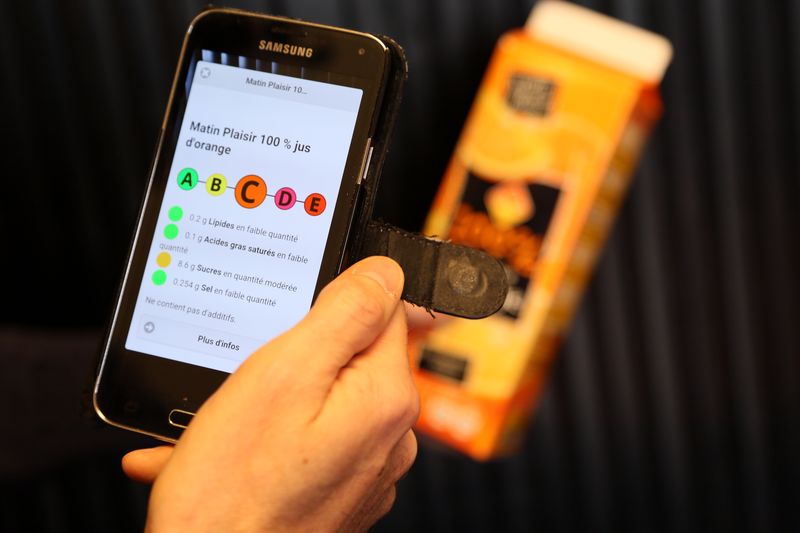 SAMSUNG
Matin Plaisir 10...
Matin Plaisir 100 % jus
d'orange
A B C D E
0.2 g Lipides en faible quantité
0.1 g Acides gras saturés en faible
quantité
8.6 g Sucres en quantité modérée
0.254 g Sel en faible quantité
Ne contient pas d'additifs.
Plus d'infos